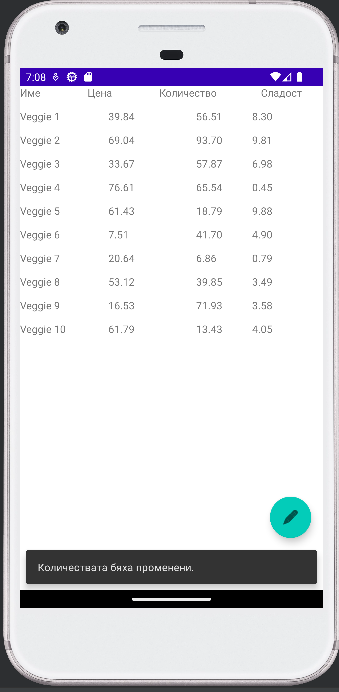 7:08
Име Цена Количество Сладост
Veggie 1 39.84 56.51 8.30
Veggie 2 69.04 93.70 9.81
Veggie 3 33.67 57.87 6.98
Veggie 4 76.61 65.54 0.45
Veggie 5 61.43 18.79 9.88
Veggie 6 7.51 41.70 4.90
Veggie 7 20.64 6.86 0.79
Veggie 8 53.12 39.85 3.49
Veggie 9 16.53 71.93 3.58
Veggie 10 61.79 13.43 4.05
Количествата бяха променени.